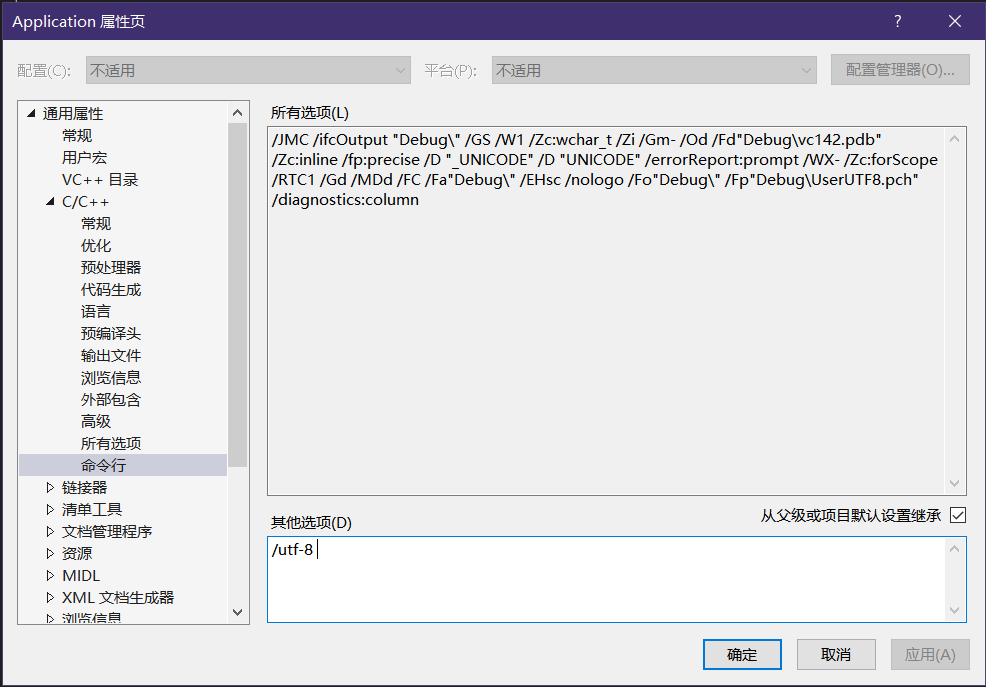 Application 属性页
配置(C):
不适用
平台(P):
不适用
配置管理器(O)...
通用属性
常规
用户宏
VC++ 目录
C/C++
常规
优化
预处理器
代码生成
语言
预编译头
输出文件
浏览信息
外部包含
高级
所有选项
命令行
链接器
清单工具
文档管理程序
资源
MIDL
XML 文档生成器
浏览信息
所有选项(L)
/JMC /ifcOutput "Debug\" /GS /W1 /Zc:wchar_t /Zi /Gm- /Od /Fd"Debug\vc142.pdb"
/Zc:inline /fp:precise /D "_UNICODE" /D "UNICODE" /errorReport:prompt /WX- /Zc:forScope
/RTC1 /Gd /MDd /FC /Fa"Debug\" /EHsc /nologo /Fo"Debug\" /Fp"Debug\UserUTF8.pch"
/diagnostics:column
从父级或项目默认设置继承
其他选项(D)
/utf-8
确定
取消
应用(A)